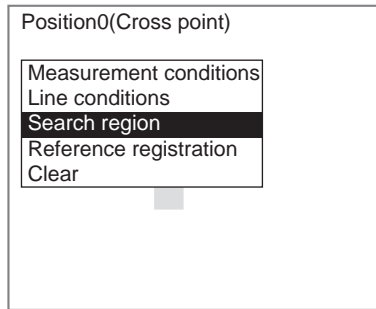 Position0(Cross point)
Measurement conditions
Line conditions
Search region
Reference registration
Clear